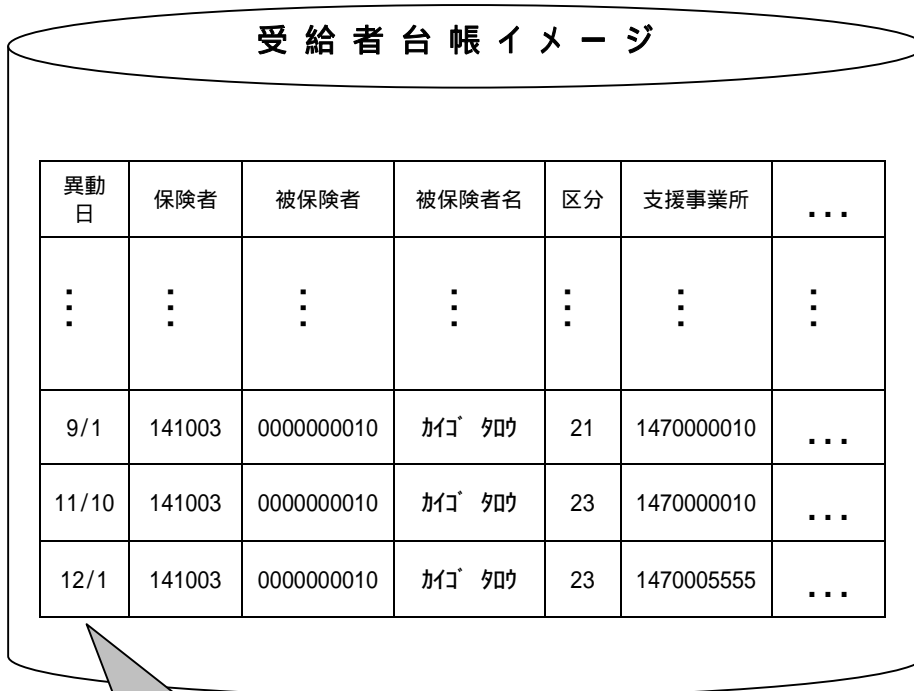 受給者台帳イメージ
異動日 保険者 被保険者 被保険者名 区分 支援事業所 ...
⋮ ⋮ ⋮ ⋮ ⋮ ⋮ ⋮
9/1 141003 0000000010 ｶｲｺﾞ ﾀﾛｳ 21 1470000010 ...
11/10 141003 0000000010 ｶｲｺﾞ ﾀﾛｳ 23 1470000010 ...
12/1 141003 0000000010 ｶｲｺﾞ ﾀﾛｳ 23 1470005555 ...